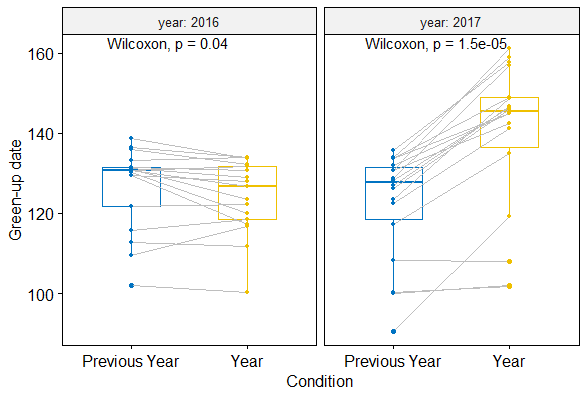 year: 2016
year: 2017
Wilcoxon, p = 0.04
Wilcoxon, p = 1.5e-05
160
140
120
100
Green-up date
Previous Year
Year
Previous Year
Year
Condition